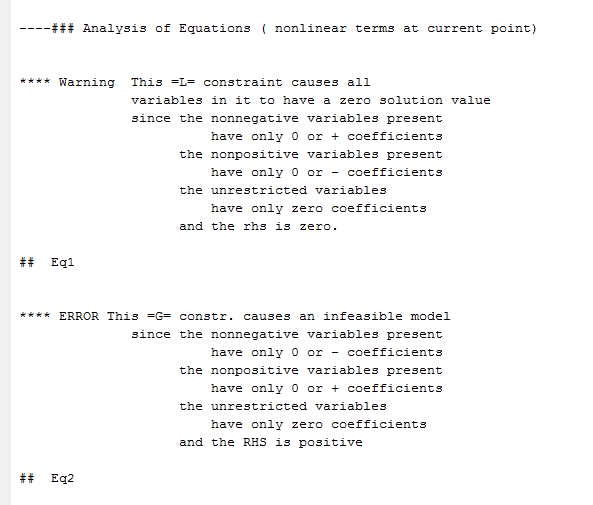 ----### Analysis of Equations ( nonlinear terms at current point)
**** Warning  This =L= constraint causes all
              variables in it to have a zero solution value
              since the nonnegative variables present
                        have only 0 or + coefficients
                    the nonpositive variables present
                        have only 0 or - coefficients
                    the unrestricted variables
                        have only zero coefficients
                    and the rhs is zero.
##  Eq1
**** ERROR This =G= constr. causes an infeasible model
              since the nonnegative variables present
                        have only 0 or - coefficients
                    the nonpositive variables present
                        have only 0 or + coefficients
                    the unrestricted variables
                        have only zero coefficients
                    and the RHS is positive
##  Eq2